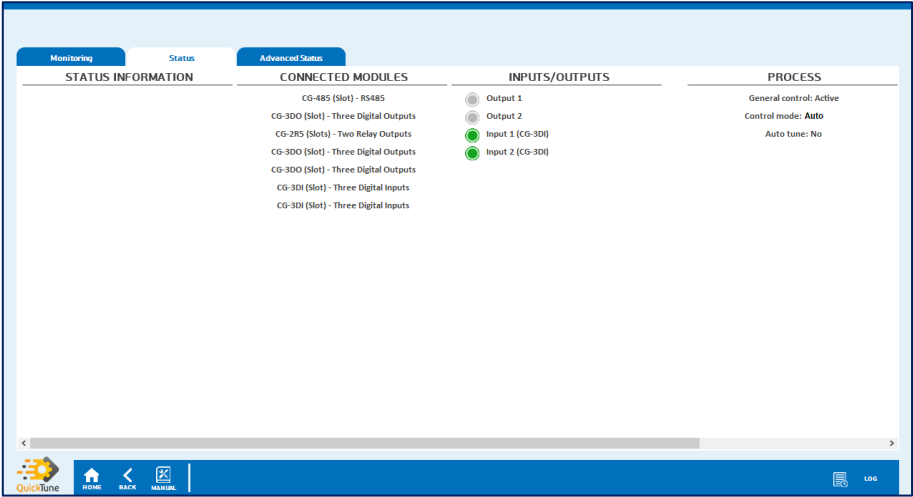 Monitoring
Status
Advanced Status
STATUS INFORMATION
CONNECTED MODULES
CG-485 (Slot) - RS485
CG-3DO (Slot) - Three Digital Outputs
CG-2R5 (Slots) - Two Relay Outputs
CG-3DO (Slot) - Three Digital Outputs
CG-3DO (Slot) - Three Digital Outputs
CG-3DI (Slot) - Three Digital Inputs
CG-3DI (Slot) - Three Digital Inputs
INPUTS/OUTPUTS
Output 1
Output 2
Input 1 (CG-3DI)
Input 2 (CG-3DI)
PROCESS
General control: Active
Control mode: Auto
Auto tune: No
QuickTune
HOME
BACK
MANUAL
LOG